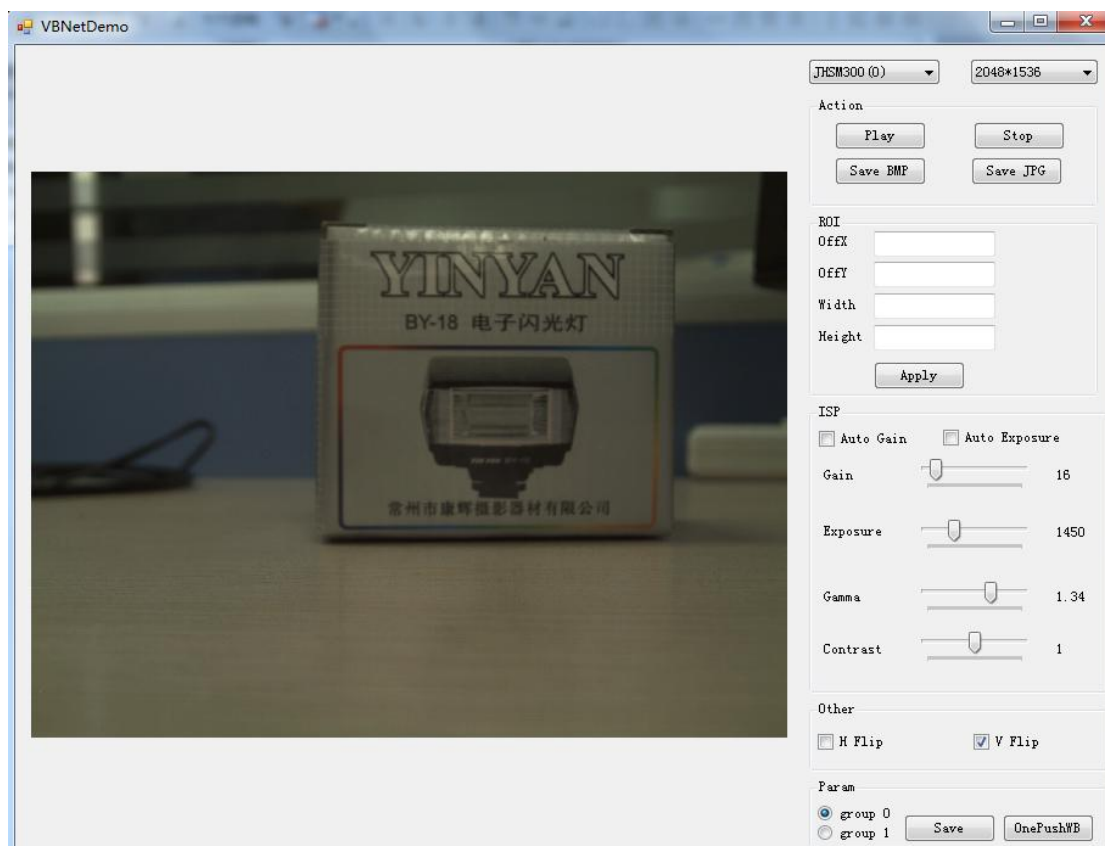 VBNetDemo
JHSM300(0)
2048*1536
Action
Play
Stop
Save BMP
Save JPG
YINYAN
BY-18 电子闪光灯
常州市康辉摄影器材有限公司
ROI
OffX
OffY
Width
Height
Apply
ISP
Auto Gain
Auto Exposure
Gain 16
Exposure 1450
Gamma 1.34
Contrast 1
Other
H Flip
V Flip
Param
group 0
group 1
Save
OnePushWB